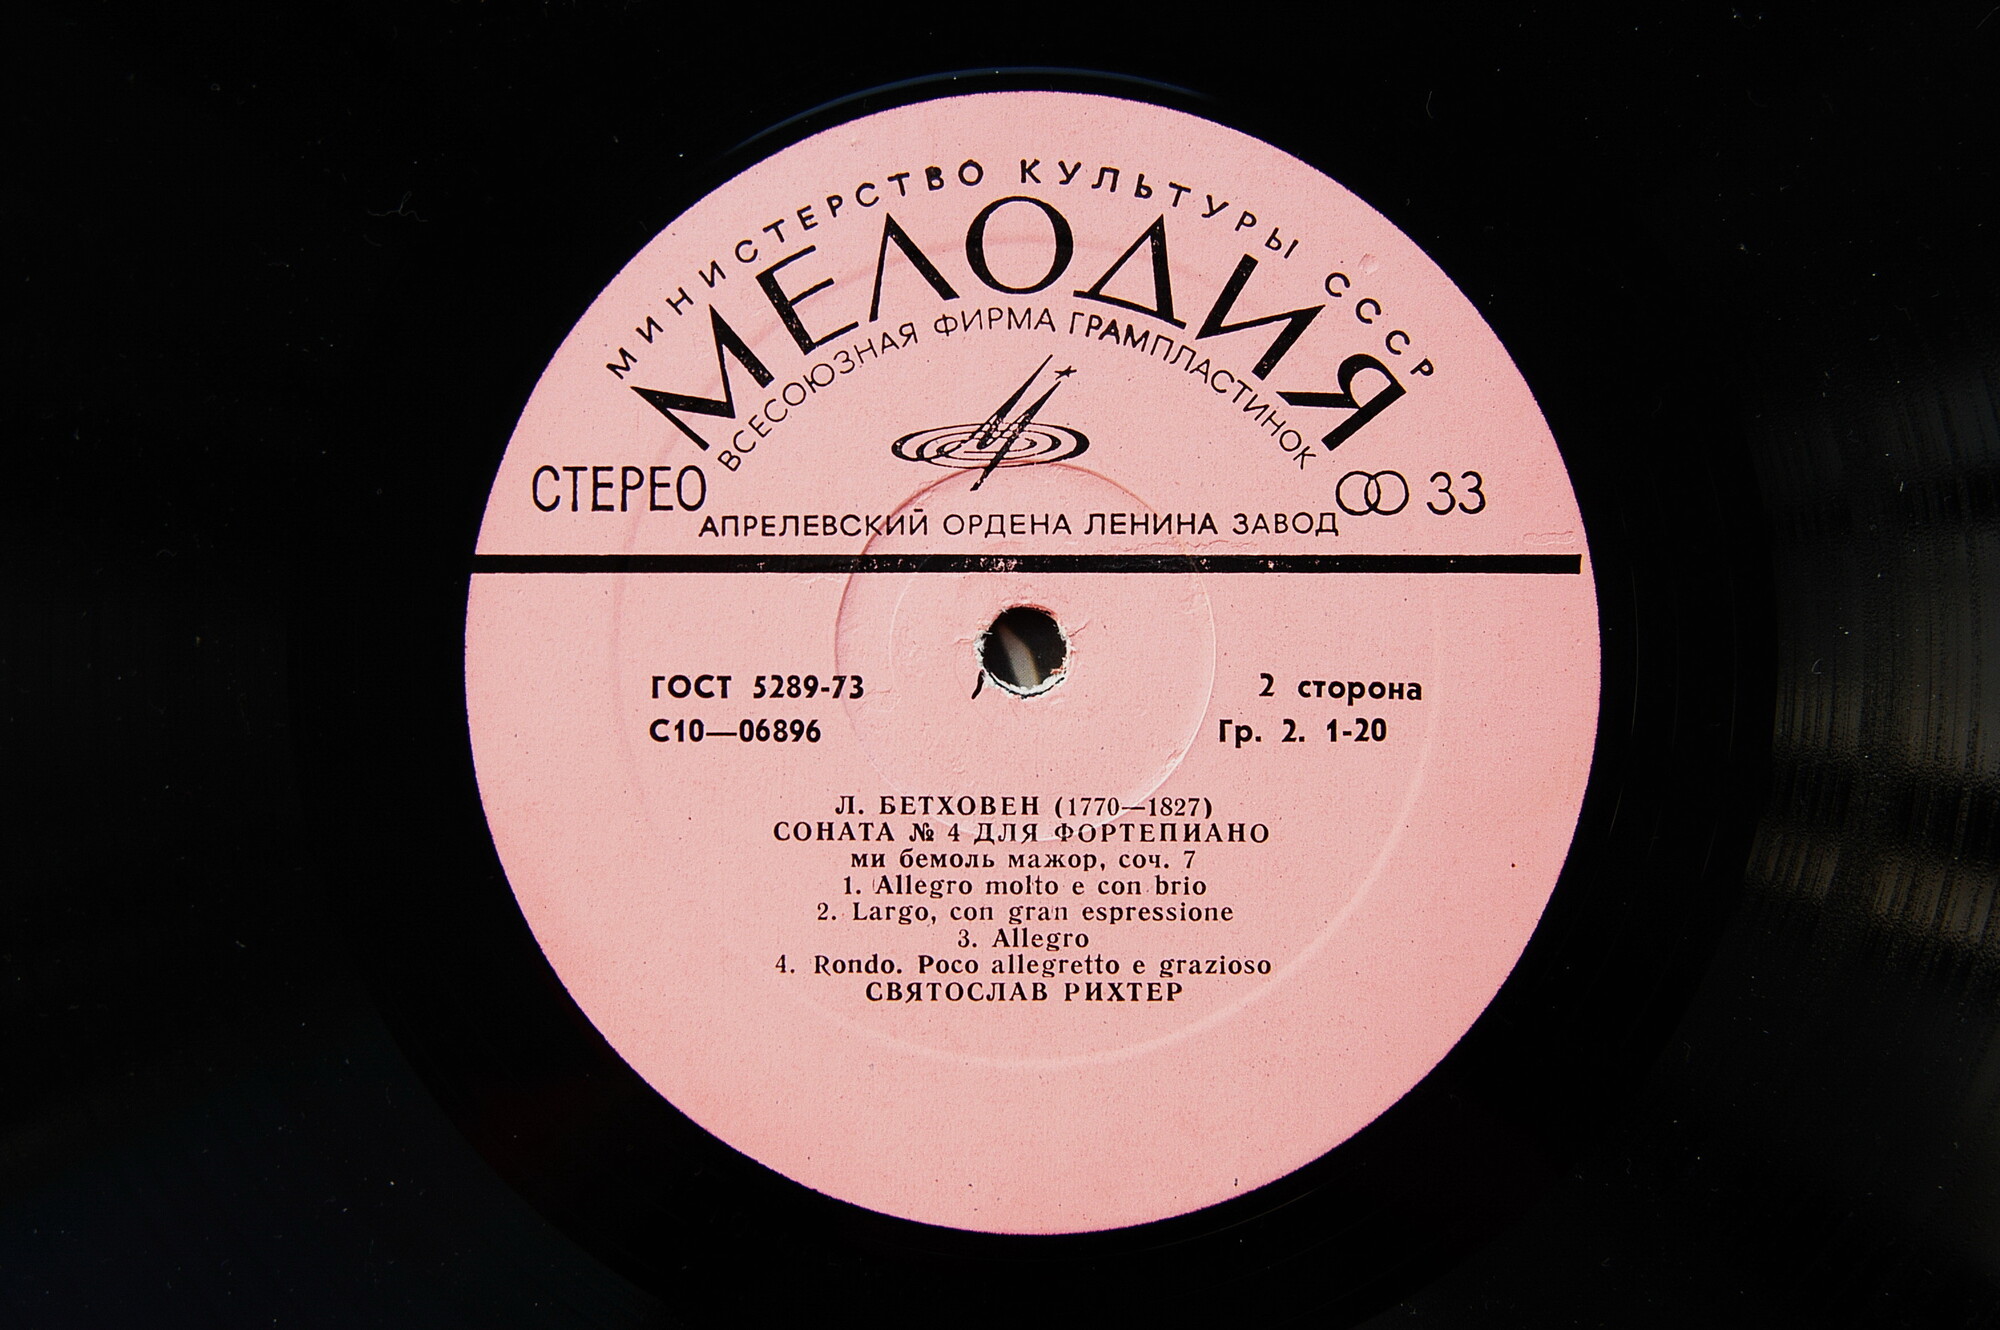 МИНИСТЕРСТВО КУЛЬТУРЫ СССР
МЕЛОДИЯ
ВСЕСОЮЗНАЯ ФИРМА ГРАМПЛАСТИНОК
СТЕРЕО
33
АПРЕЛЕВСКИЙ ОРДЕНА ЛЕНИНА ЗАВОД
ГОСТ 5289-73
2 сторона
С10—06896
Гр. 2. 1-20
Л. БЕТХОВЕН (1770—1827)
СОНАТА № 4 ДЛЯ ФОРТЕПИАНО
ми бемоль мажор, соч. 7
1. Allegro molto e con brio
2. Largo, con gran espressione
3. Allegro
4. Rondo. Poco allegretto e grazioso
СВЯТОСЛАВ РИХТЕР